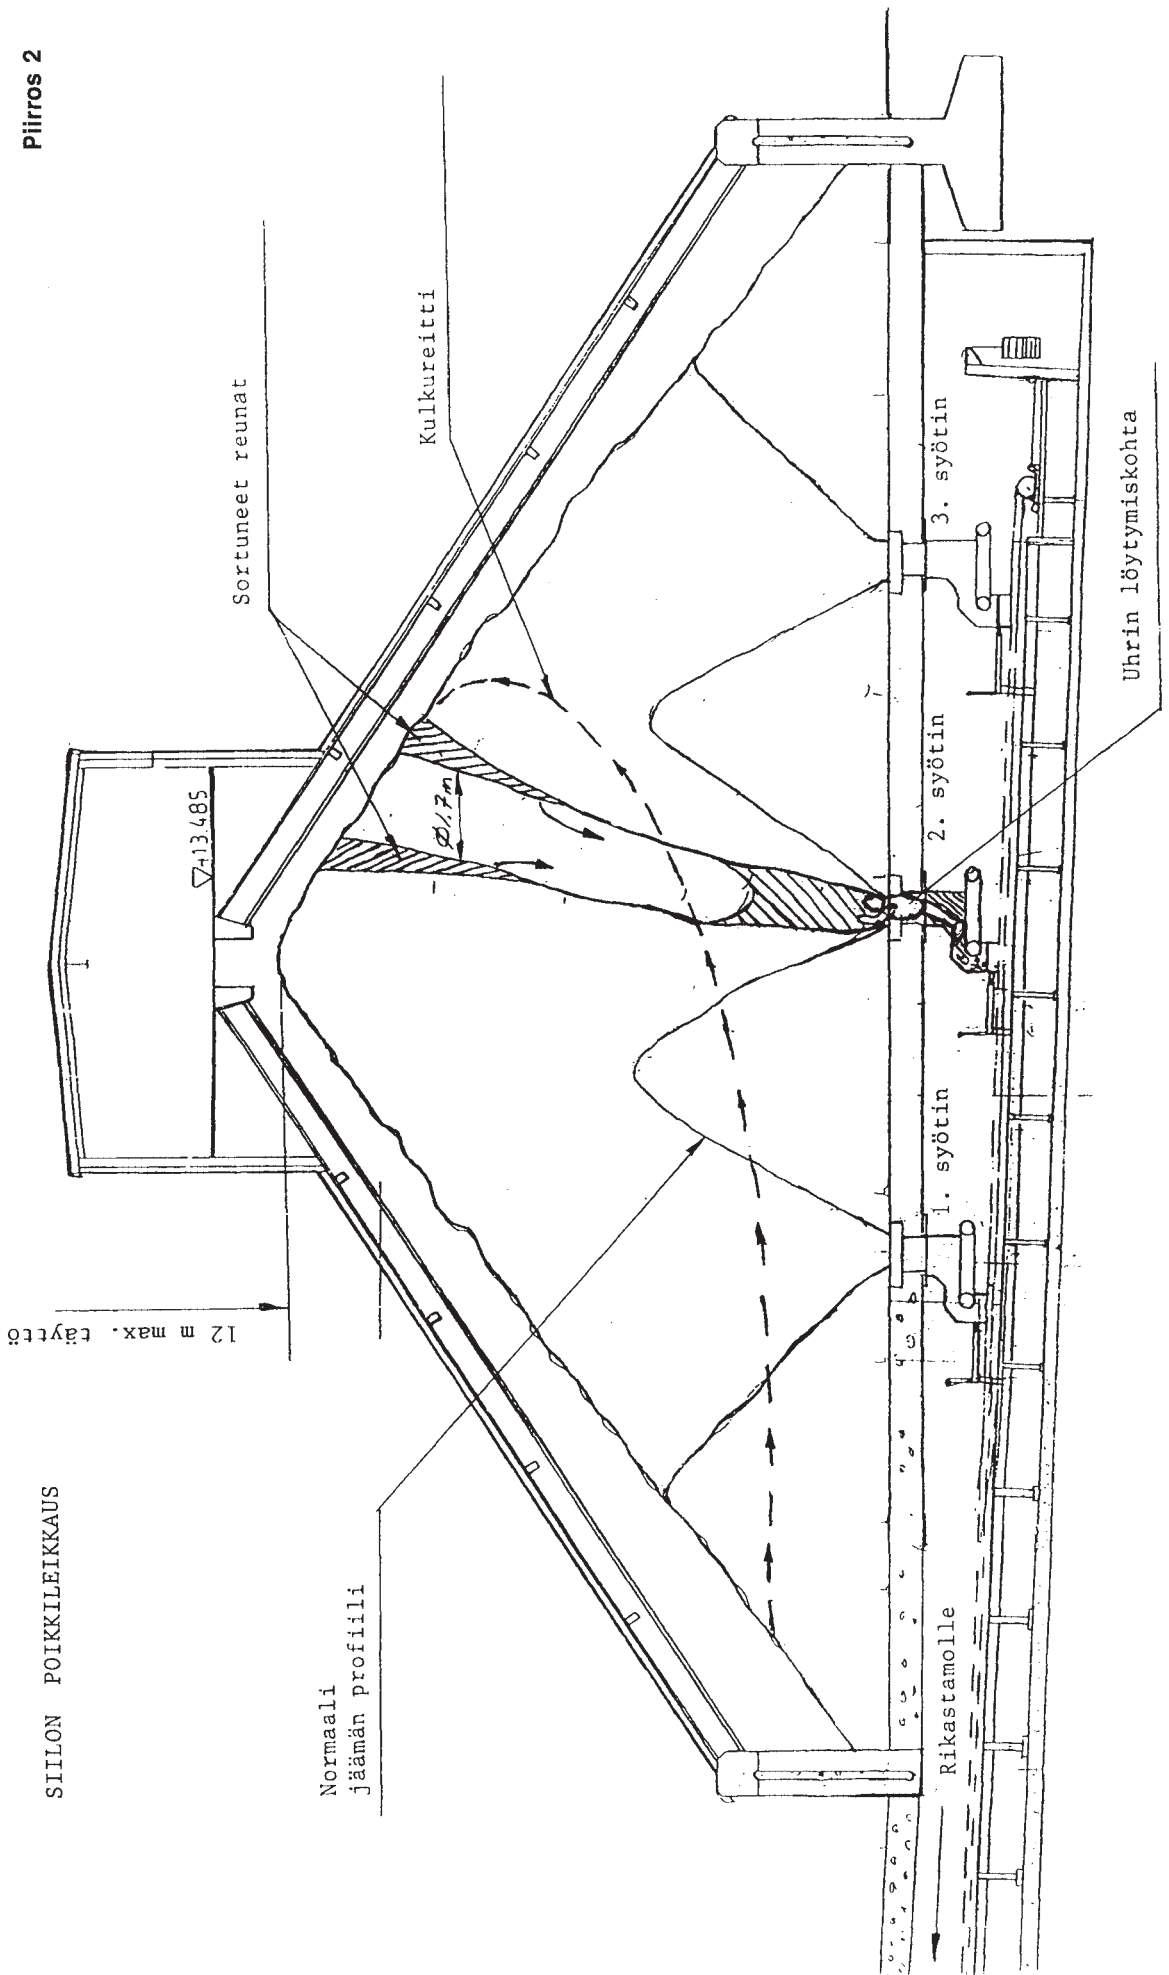 Piirros 2
SIILON POIKKILEIKKAUS
12 m max. täyttö
▽+13.485
Sortuneet reunat
Kulkureitti
Ø1,7m
Normaali
jäämän profiili
1. syötin
2. syötin
3. syötin
Rikastamolle
Uhrin löytymiskohta